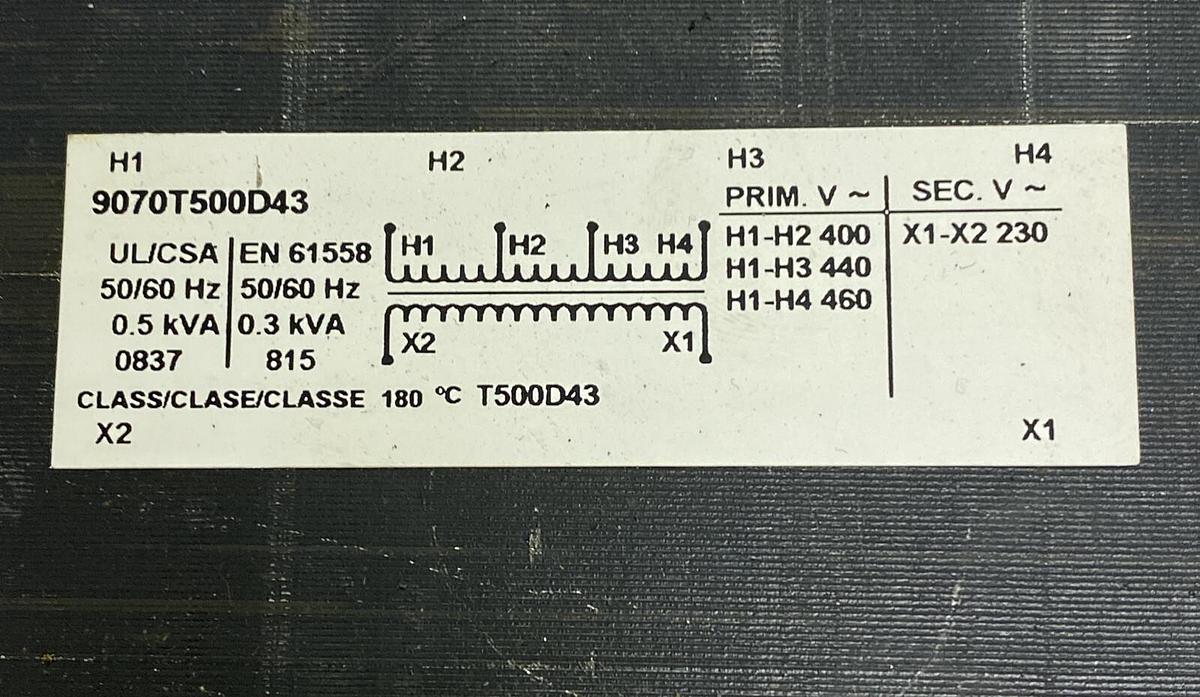 H1 H2 H3 H4
9070T500D43
UL/CSA EN 61558
50/60 Hz 50/60 Hz
0.5 kVA 0.3 kVA
0837 815
H1 H2 H3 H4
X2 X1
PRIM. V ~ SEC. V ~
H1-H2 400 X1-X2 230
H1-H3 440
H1-H4 460
CLASS/CLASE/CLASSE 180 ºC T500D43
X2 X1